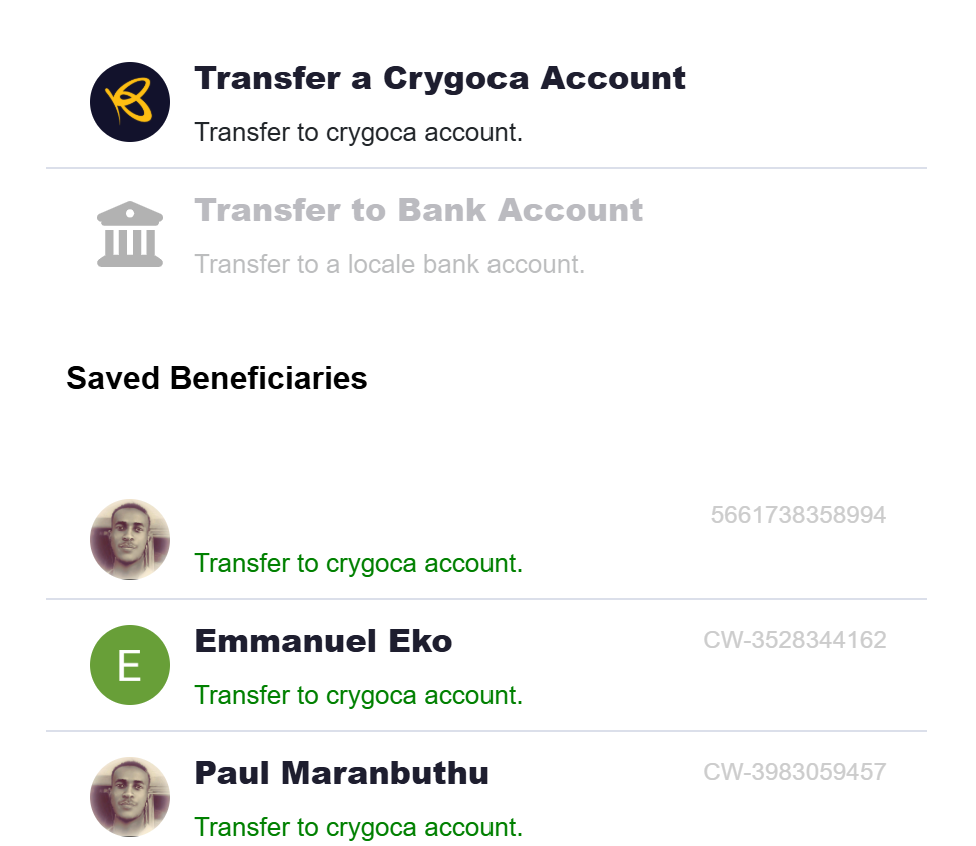 Transfer a Crygoca Account
Transfer to crygoca account.
Transfer to Bank Account
Transfer to a locale bank account.
Saved Beneficiaries
5661738358994
Transfer to crygoca account.
E
Emmanuel Eko
CW-3528344162
Transfer to crygoca account.
Paul Maranbuthu
CW-3983059457
Transfer to crygoca account.